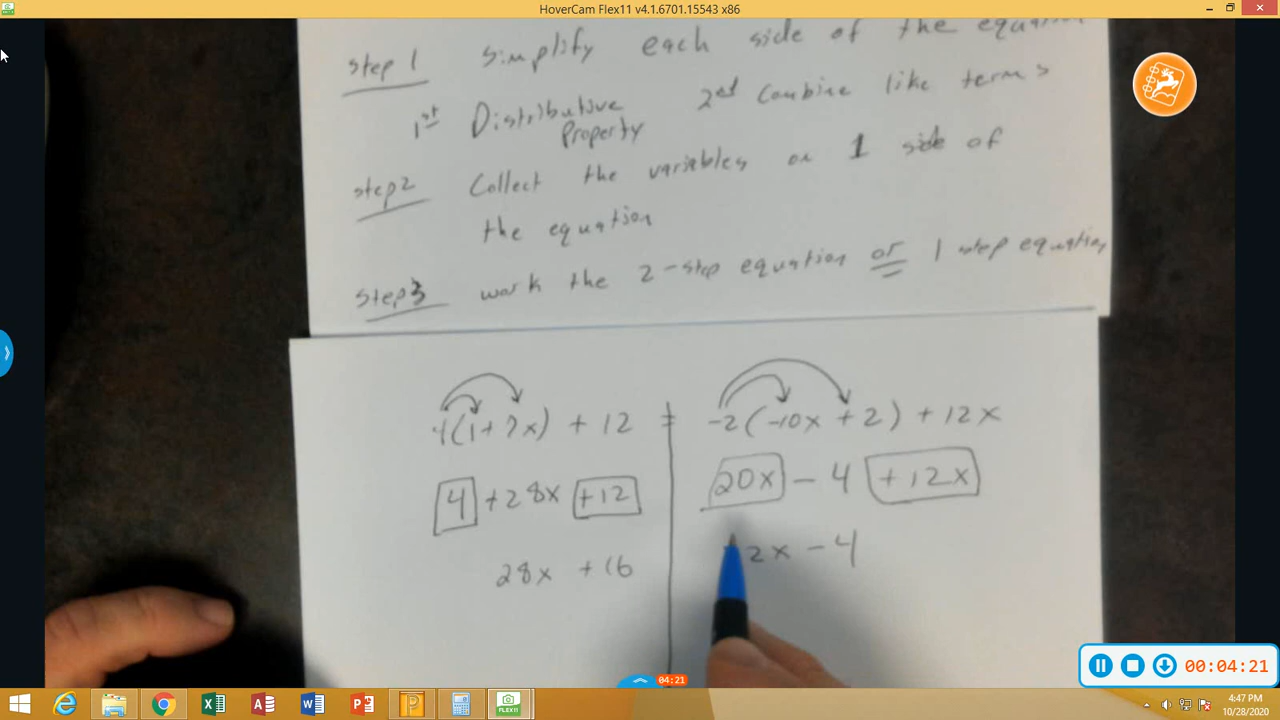 HoverCam Flex11 v4.1.6701.15543 x86
step 1 Simplify each side of the
1st Distributive Property 2nd Combine like terms
step 2 Collect the variables on 1 side of
the equation
step 3 work the 2-step equation or 1 step equation
4(1+7x) + 12 = -2(-10x + 2) + 12x
4 + 28x + 12 20x - 4 + 12x
28x + 16 2x - 4
00:04:21
04:21
FLEX11
4:47 PM
10/28/2020